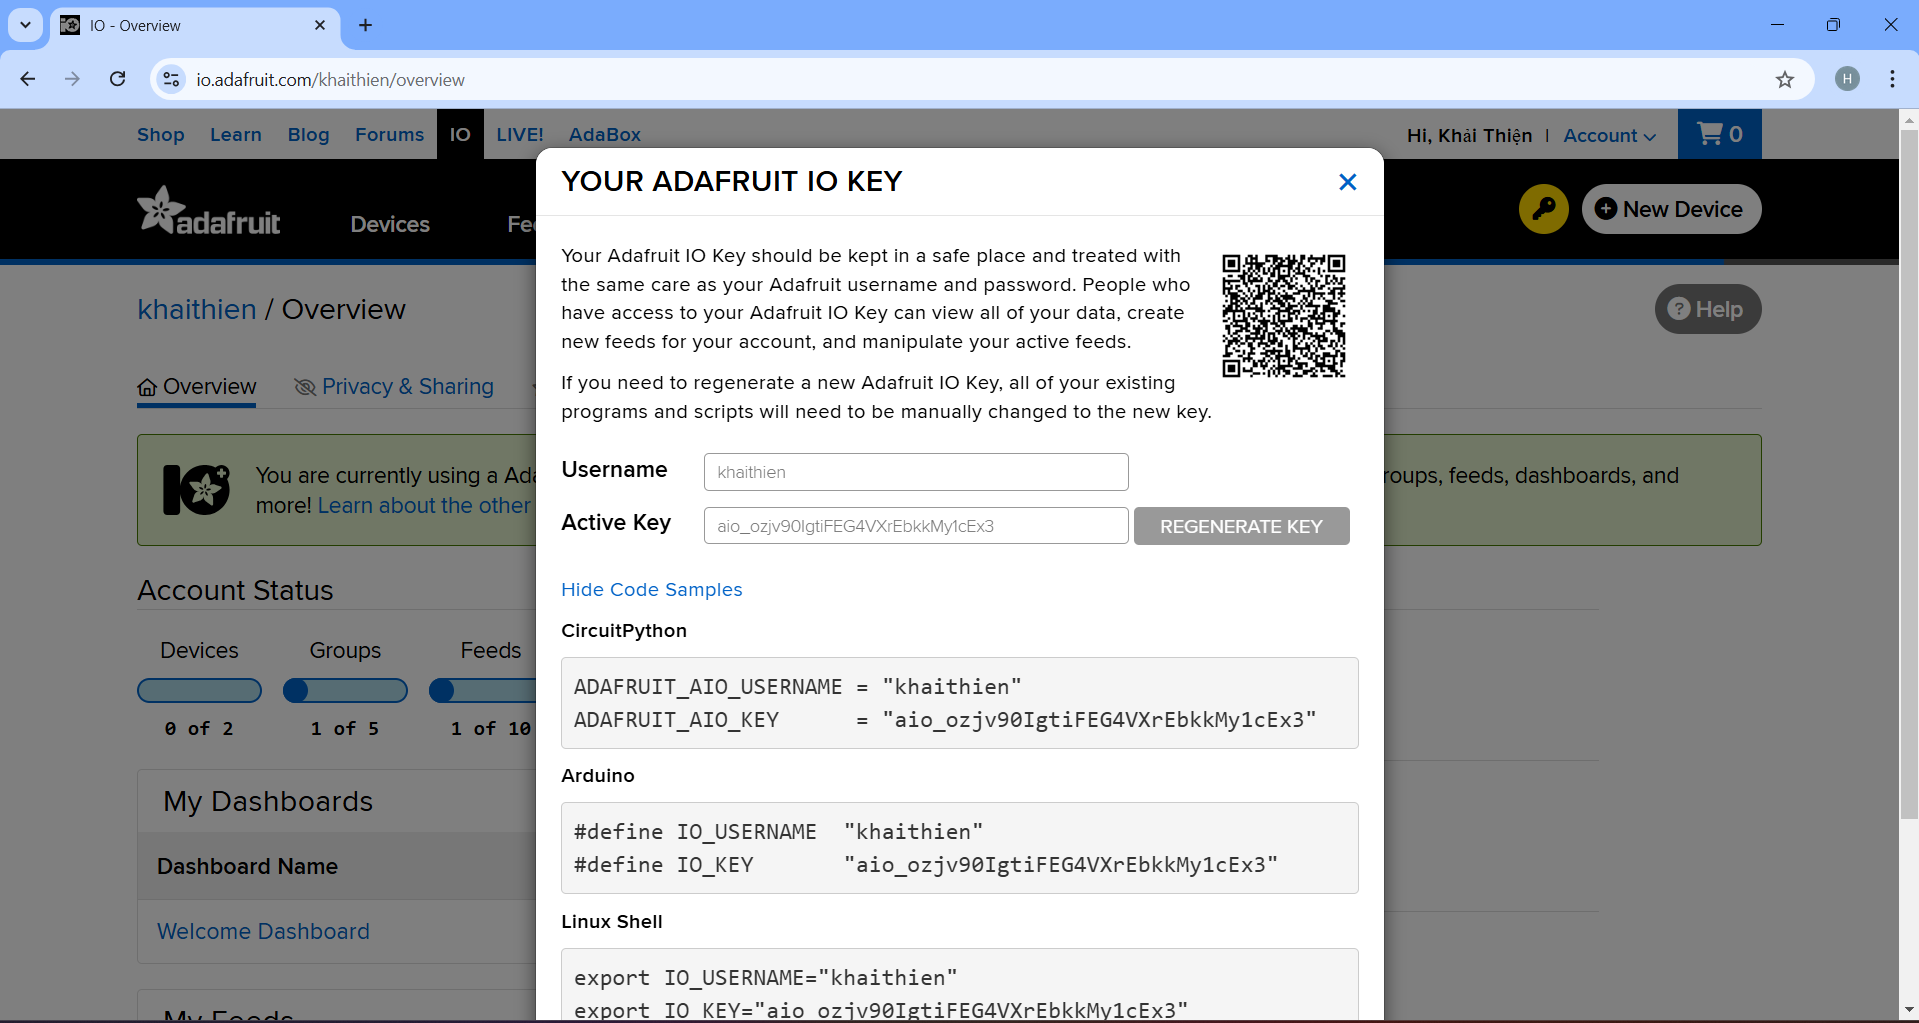 IO - Overview
io.adafruit.com/khaithien/overview
H
Shop Learn Blog Forums IO LIVE! AdaBox
Hi, Khải Thiện | Account 0
adafruit Devices
New Device
khaithien / Overview
Help
Overview Privacy & Sharing
You are currently using a
roups, feeds, dashboards, and
more! Learn about the other
Account Status
Devices Groups Feeds
0 of 2 1 of 5 1 of 10
My Dashboards
Dashboard Name
Welcome Dashboard
YOUR ADAFRUIT IO KEY
Your Adafruit IO Key should be kept in a safe place and treated with
the same care as your Adafruit username and password. People who
have access to your Adafruit IO Key can view all of your data, create
new feeds for your account, and manipulate your active feeds.
If you need to regenerate a new Adafruit IO Key, all of your existing
programs and scripts will need to be manually changed to the new key.
Username khaithien
Active Key aio_ozjv90IgtiFEG4VXrEbkkMy1cEx3 REGENERATE KEY
Hide Code Samples
CircuitPython
ADAFRUIT_AIO_USERNAME = "khaithien"
ADAFRUIT_AIO_KEY = "aio_ozjv90IgtiFEG4VXrEbkkMy1cEx3"
Arduino
#define IO_USERNAME "khaithien"
#define IO_KEY "aio_ozjv90IgtiFEG4VXrEbkkMy1cEx3"
Linux Shell
export IO_USERNAME="khaithien"
export IO_KEY="aio_ozjv90IgtiFEG4VXrEbkkMy1cEx3"